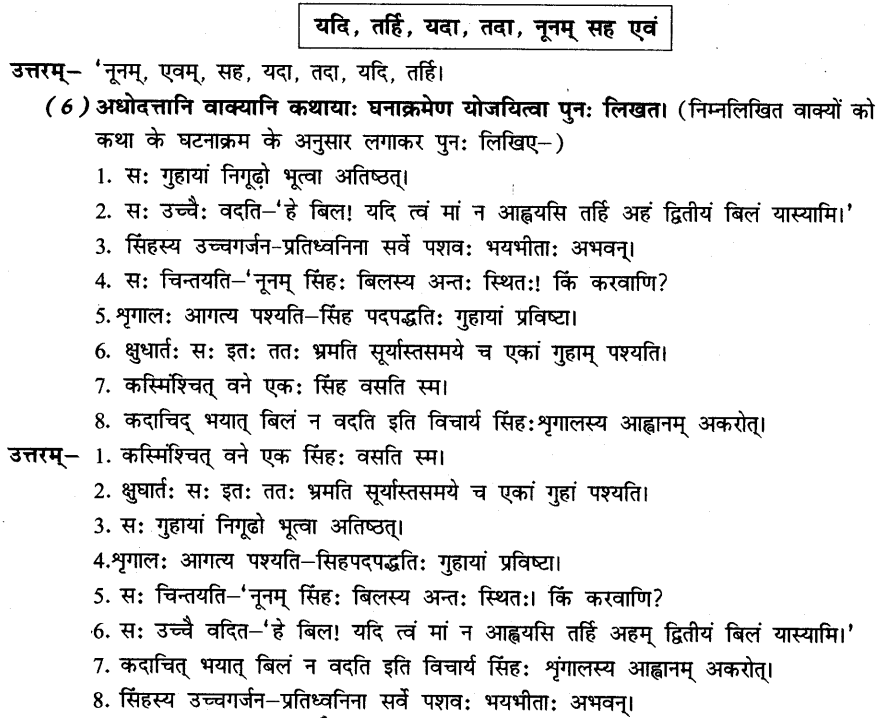 यदि, तर्हि, यदा, तदा, नूनम् सह एवं
उत्तरम्– 'नूनम्, एवम्, सह, यदा, तदा, यदि, तर्हि।
(6) अधोदत्तानि वाक्यानि कथायाः घनाक्रमेण योजयित्वा पुनः लिखत। (निम्नलिखित वाक्यों को
कथा के घटनाक्रम के अनुसार लगाकर पुनः लिखिए–)
1. सः गुहायां निगूढ़ो भूत्वा अतिष्ठत्।
2. सः उच्चैः वदति–'हे बिल! यदि त्वं मां न आह्वयसि तर्हि अहं द्वितीयं बिलं यास्यामि।'
3. सिंहस्य उच्चगर्जन-प्रतिध्वनिना सर्वे पशवः भयभीताः अभवन्।
4. सः चिन्तयति–'नूनम् सिंहः बिलस्य अन्तः स्थितः! किं करवाणि?
5. शृगालः आगत्य पश्यति–सिंह पदपद्धतिः गुहायां प्रविष्टा।
6. क्षुधार्तः सः इतः ततः भ्रमति सूर्यास्तसमये च एकां गुहाम् पश्यति।
7. कस्मिंश्चित् वने एकः सिंह वसति स्म।
8. कदाचिद् भयात् बिलं न वदति इति विचार्य सिंहःशृगालस्य आह्वानम् अकरोत्।
उत्तरम्– 1. कस्मिंश्चित् वने एक सिंहः वसति स्म।
2. क्षुघार्तः सः इतः ततः भ्रमति सूर्यास्तसमये च एकां गुहां पश्यति।
3. सः गुहायां निगूढो भूत्वा अतिष्ठत्।
4.शृगालः आगत्य पश्यति–सिहपदपद्धतिः गुहायां प्रविष्टा।
5. सः चिन्तयति–'नूनम् सिंहः बिलस्य अन्तः स्थितः। किं करवाणि?
6. सः उच्चै वदित–'हे बिल! यदि त्वं मां न आह्वयसि तर्हि अहम् द्वितीयं बिलं यास्यामि।'
7. कदाचित् भयात् बिलं न वदति इति विचार्य सिंहः शृंगालस्य आह्वानम् अकरोत्।
8. सिंहस्य उच्चगर्जन–प्रतिध्वनिना सर्वे पशवः भयभीताः अभवन्।